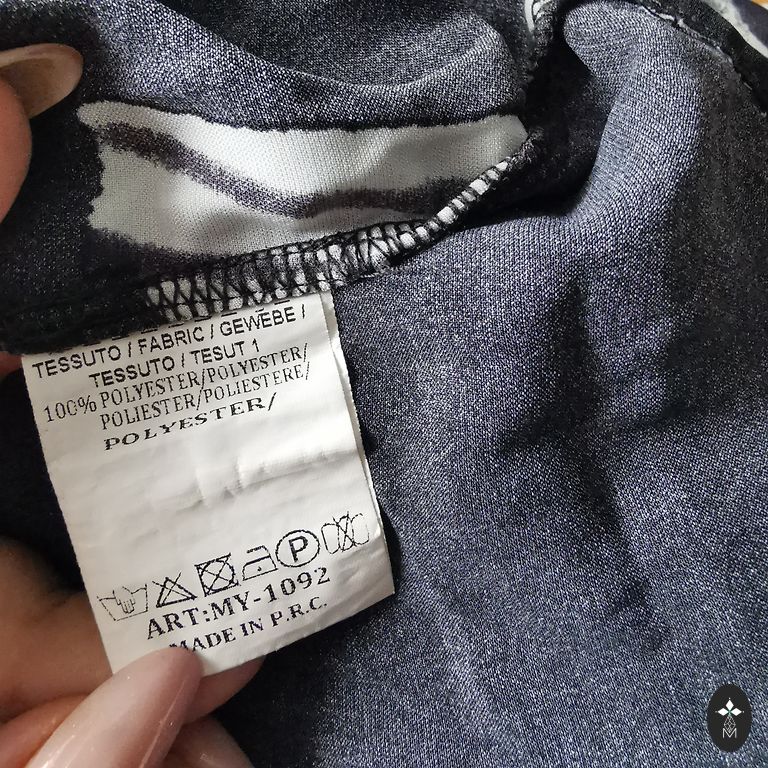 TESSUTO / FABRIC / GEWEBE /
TESSUTO / TESUT 1
100% POLYESTER/POLYESTER/
POLIESTER/POLIESTERE/
POLYESTER/
P
ART:MY-1092
MADE IN P.R.C.